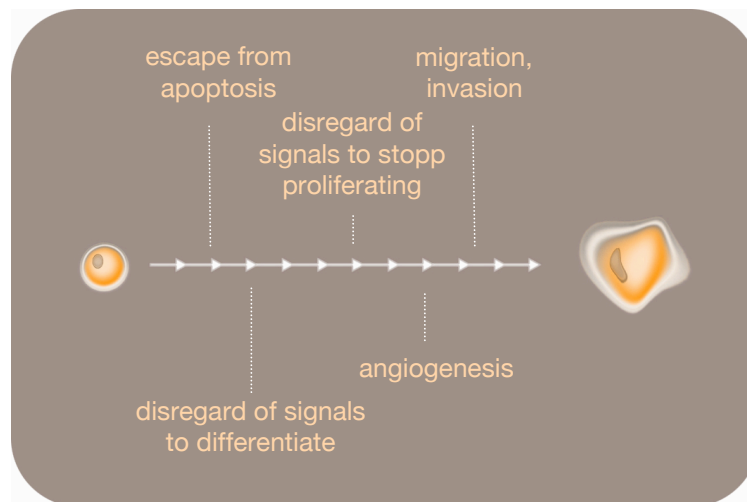 escape from
apoptosis
migration,
invasion
disregard of
signals to stopp
proliferating
angiogenesis
disregard of signals
to differentiate